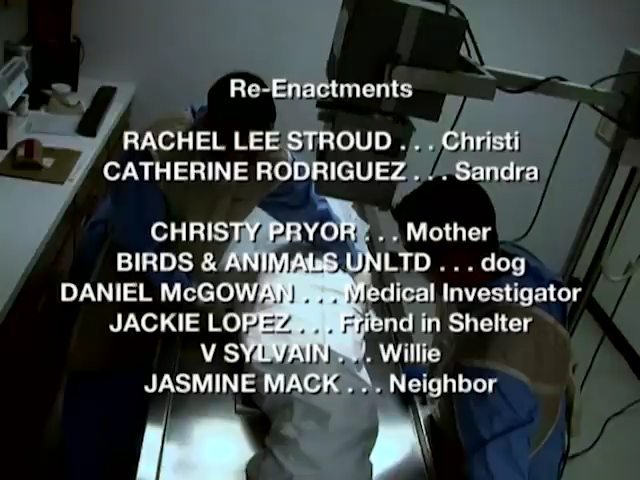 Re-Enactments
RACHEL LEE STROUD . . . Christi
CATHERINE RODRIGUEZ . . . Sandra
CHRISTY PRYOR . . . Mother
BIRDS & ANIMALS UNLTD . . . dog
DANIEL McGOWAN . . . Medical Investigator
JACKIE LOPEZ . . . Friend in Shelter
V SYLVAIN . . . Willie
JASMINE MACK . . . Neighbor